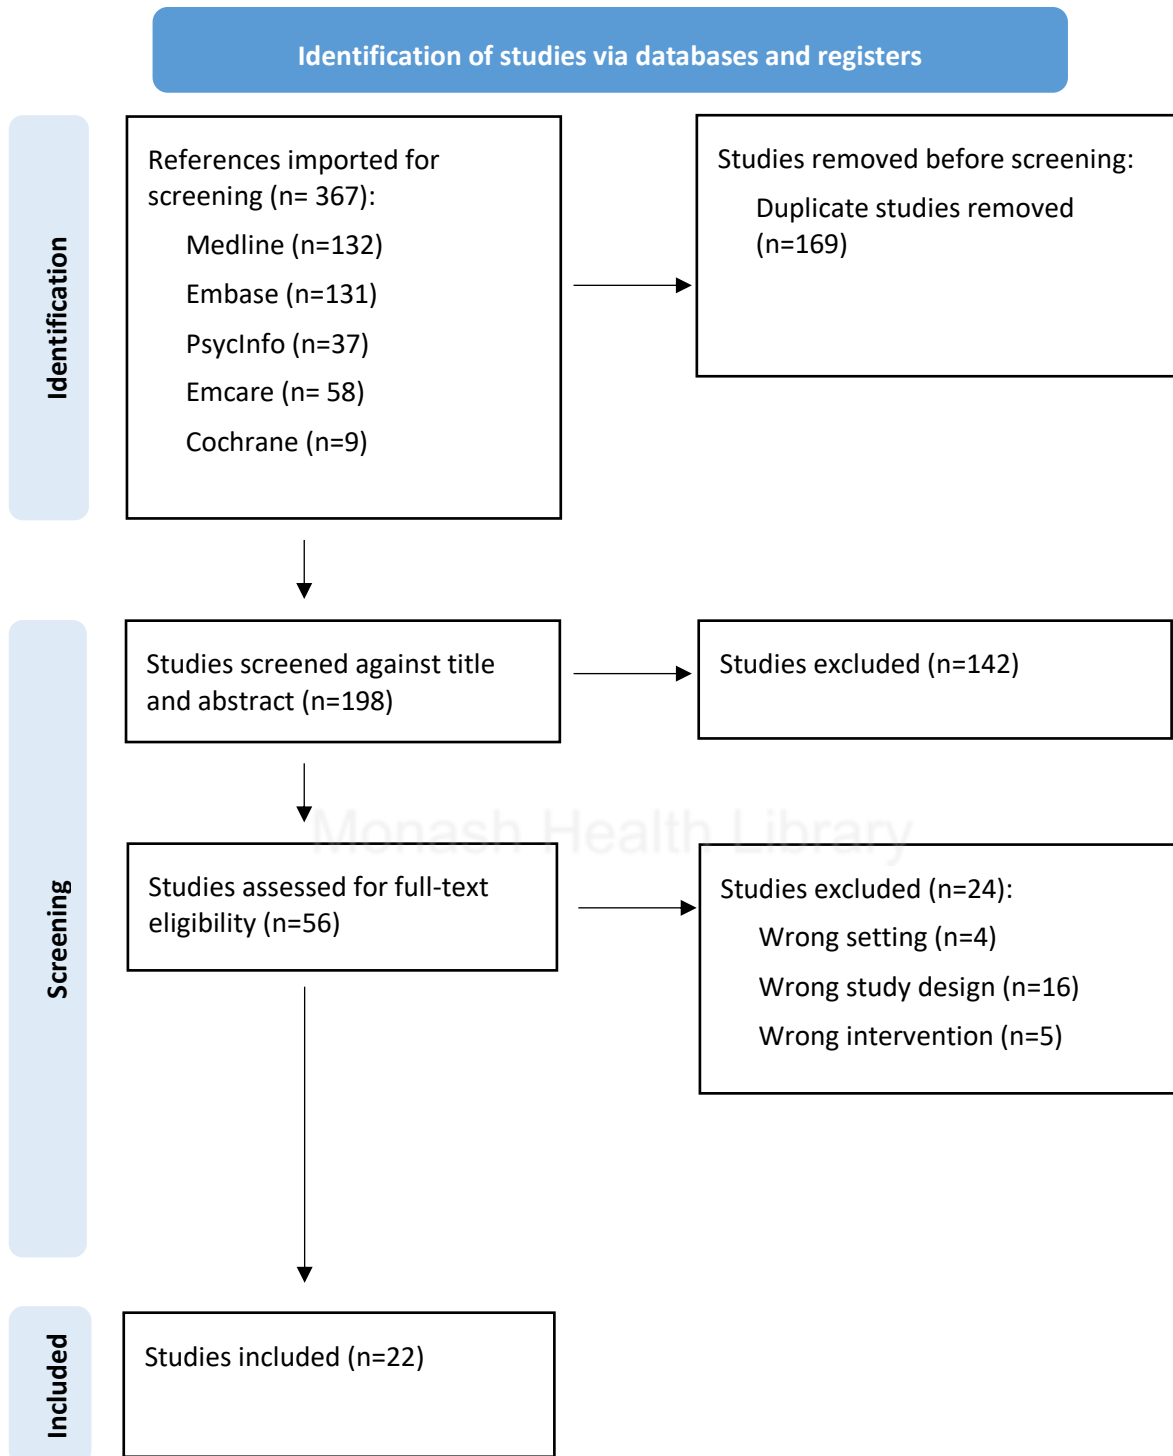 Identification of studies via databases and registers
Identification
References imported for
screening (n= 367):
Medline (n=132)
Embase (n=131)
PsycInfo (n=37)
Emcare (n= 58)
Cochrane (n=9)
Studies removed before screening:
Duplicate studies removed
(n=169)
Screening
Studies screened against title
and abstract (n=198)
Studies excluded (n=142)
Monash Health Library
Studies assessed for full-text
eligibility (n=56)
Studies excluded (n=24):
Wrong setting (n=4)
Wrong study design (n=16)
Wrong intervention (n=5)
Included
Studies included (n=22)